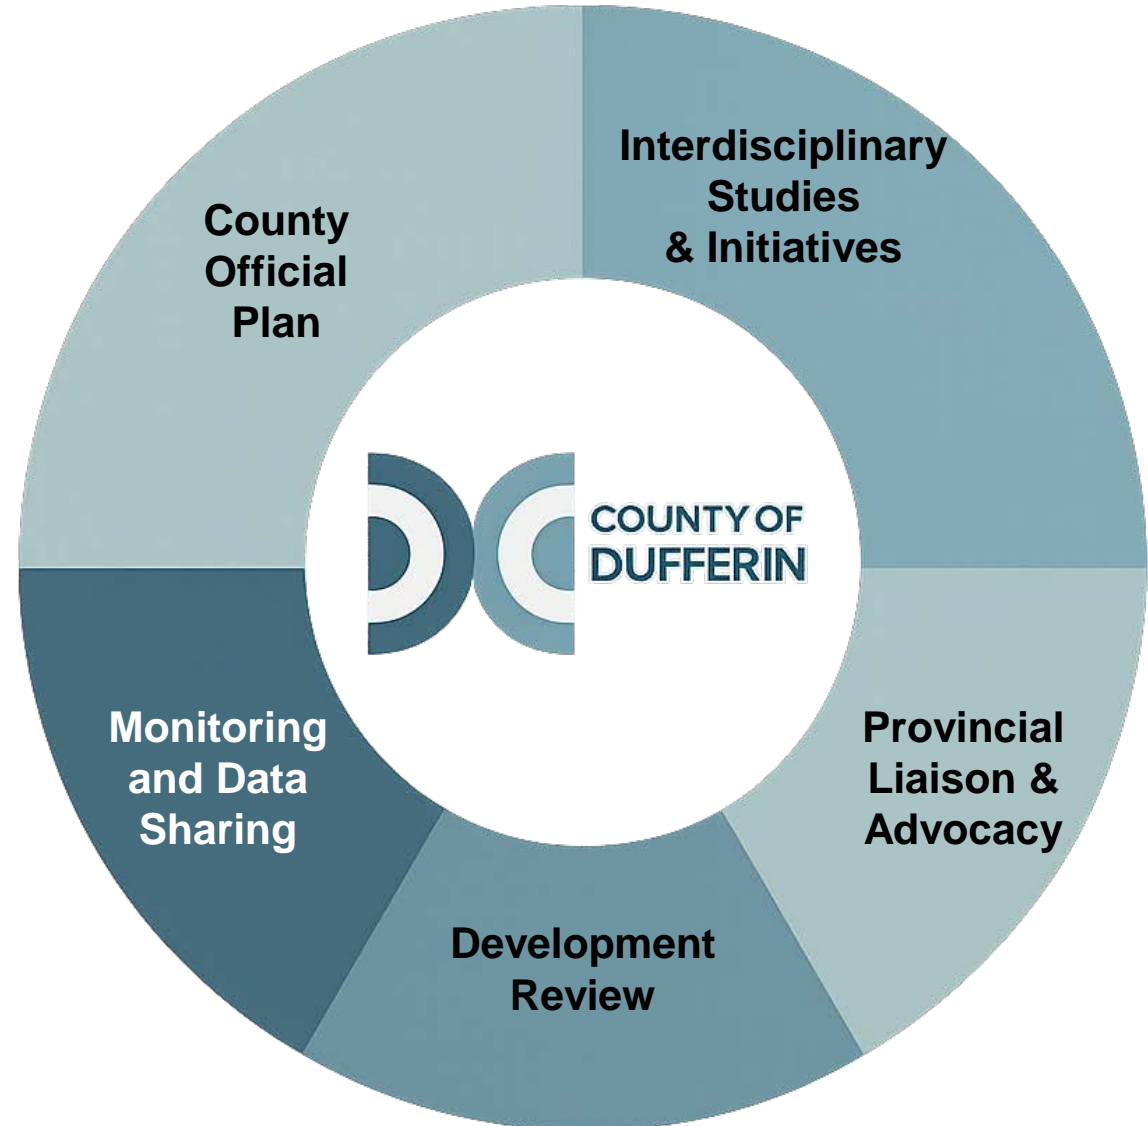 County
Official
Plan
Interdisciplinary
Studies
& Initiatives
COUNTY OF
DUFFERIN
Monitoring
and Data
Sharing
Provincial
Liaison &
Advocacy
Development
Review